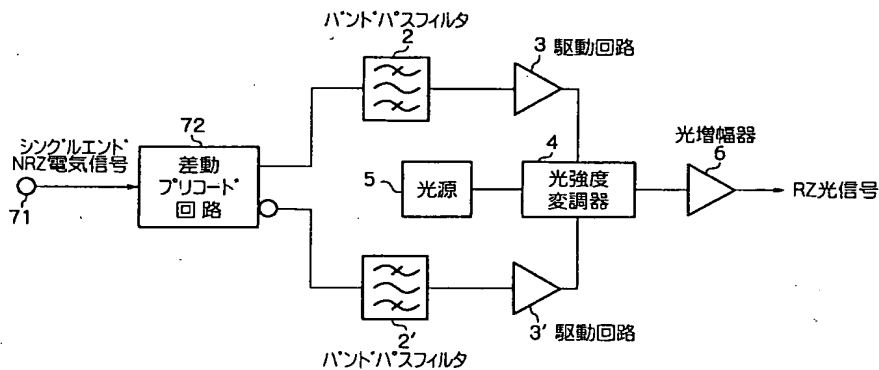 バンドパスフィルタ
2
3 駆動回路
シングルエンド
NRZ電気信号
71
72
差動
プリコード
回路
5
光源
4
光強度
変調器
光増幅器
6
RZ光信号
2'
バンドパスフィルタ
3' 駆動回路